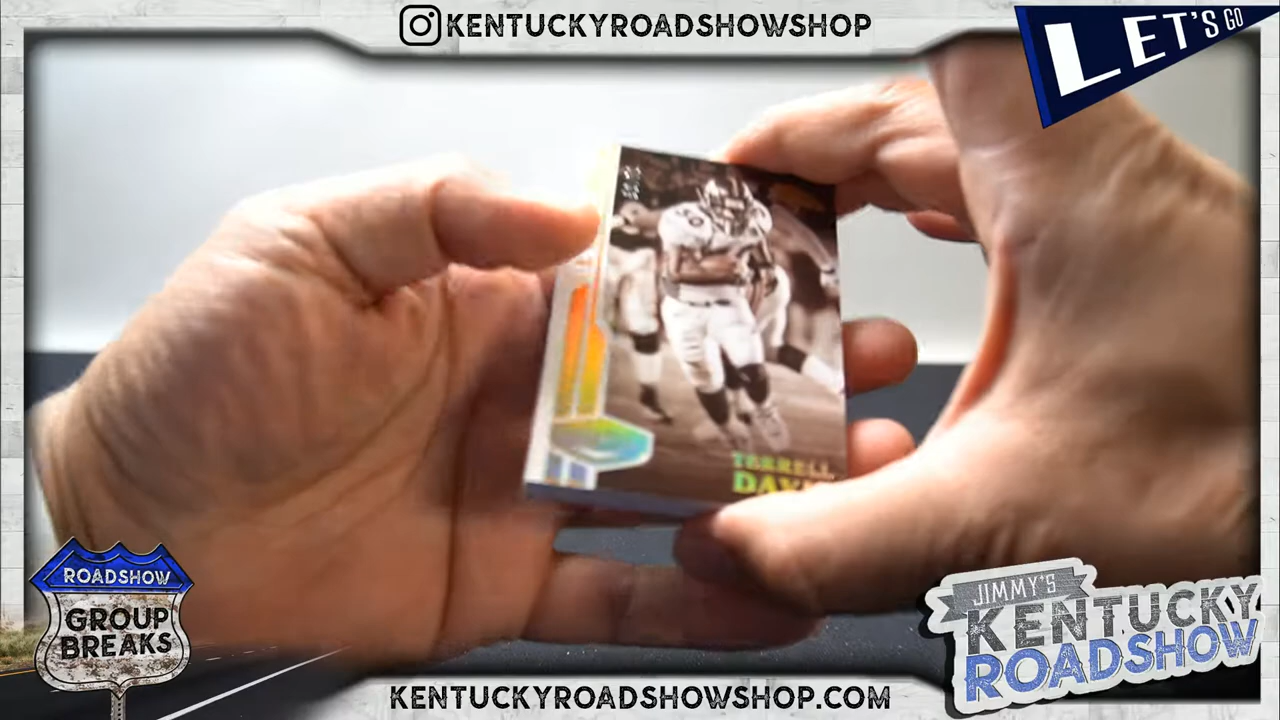 KENTUCKYROADSHOWSHOP
LET'S GO
TERRELL
ROADSHOW
GROUP
BREAKS
JIMMY'S
KENTUCKY
ROADSHOW
KENTUCKYROADSHOWSHOP.COM